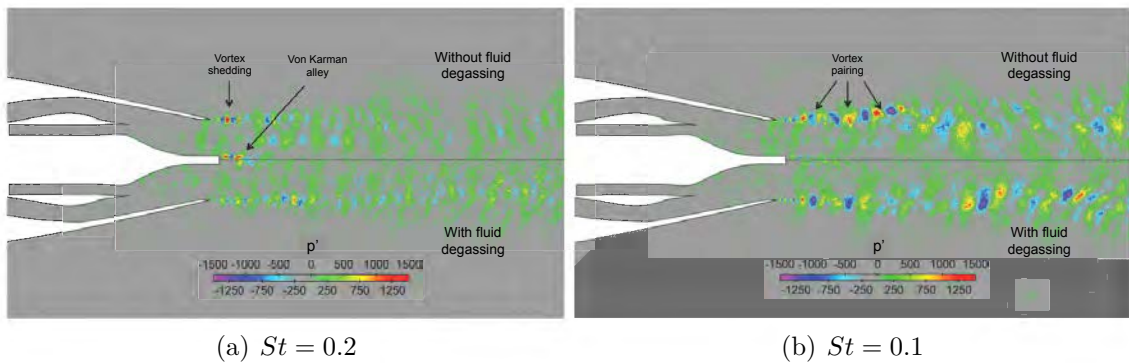 Vortex
shedding
Von Karman
alley
Without fluid
degassing
With fluid
degassing
p'
-1500 -1000 -500 0 500 1000 1500
-1250 -750 -250 250 750 1250
(a) St = 0.2
Vortex
pairing
Without fluid
degassing
With fluid
degassing
p'
-1500 -1000 -500 0 500 1000 1500
-1250 -750 -250 250 750 1250
(b) St = 0.1